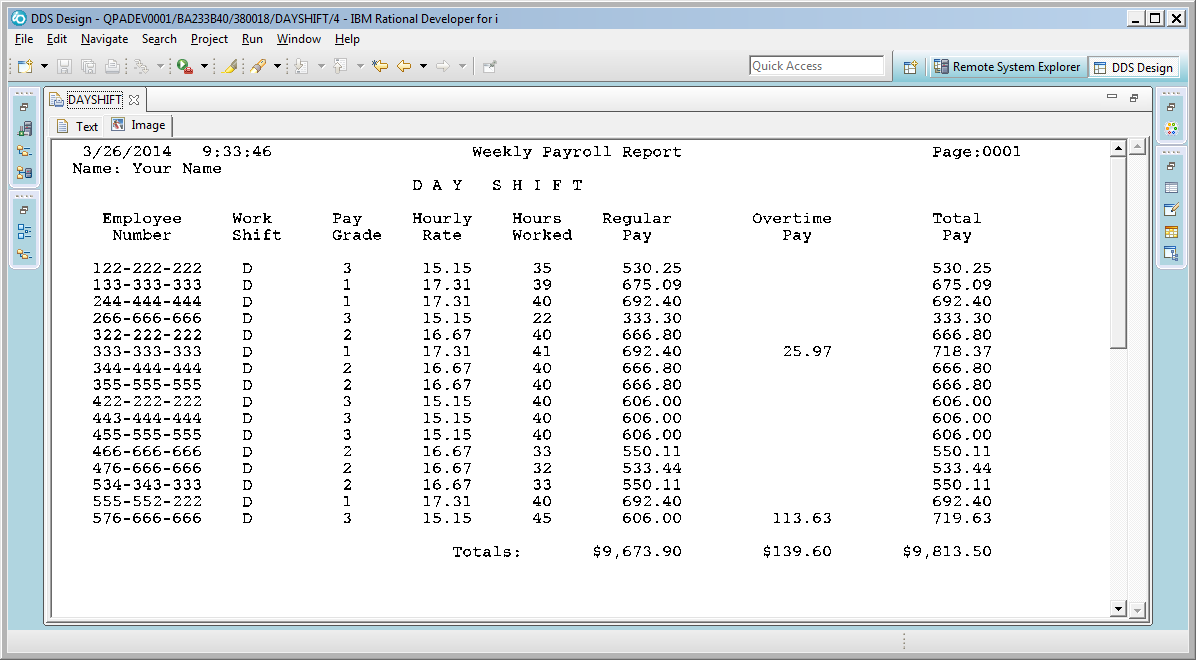 DDS Design - QPADEV0001/BA233B40/380018/DAYSHIFT/4 - IBM Rational Developer for i
File Edit Navigate Search Project Run Window Help
Quick Access Remote System Explorer DDS Design
DAYSHIFT
Text Image
3/26/2014 9:33:46 Weekly Payroll Report Page:0001
Name: Your Name
D A Y S H I F T
Employee Work Pay Hourly Hours Regular Overtime Total
Number Shift Grade Rate Worked Pay Pay Pay
122-222-222 D 3 15.15 35 530.25 530.25
133-333-333 D 1 17.31 39 675.09 675.09
244-444-444 D 1 17.31 40 692.40 692.40
266-666-666 D 3 15.15 22 333.30 333.30
322-222-222 D 2 16.67 40 666.80 666.80
333-333-333 D 1 17.31 41 692.40 25.97 718.37
344-444-444 D 2 16.67 40 666.80 666.80
355-555-555 D 2 16.67 40 666.80 666.80
422-222-222 D 3 15.15 40 606.00 606.00
443-444-444 D 3 15.15 40 606.00 606.00
455-555-555 D 3 15.15 40 606.00 606.00
466-666-666 D 2 16.67 33 550.11 550.11
476-666-666 D 2 16.67 32 533.44 533.44
534-343-333 D 2 16.67 33 550.11 550.11
555-552-222 D 1 17.31 40 692.40 692.40
576-666-666 D 3 15.15 45 606.00 113.63 719.63
Totals: $9,673.90 $139.60 $9,813.50